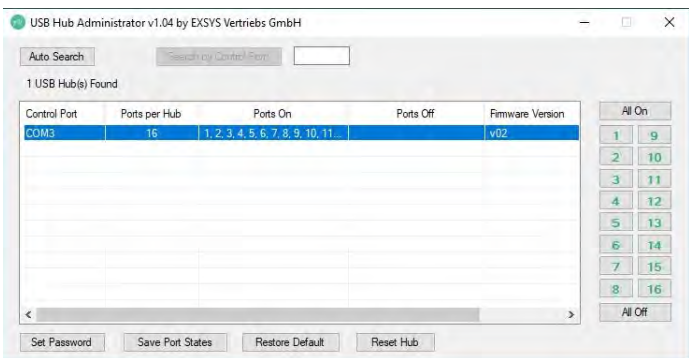 USB Hub Administrator v1.04 by EXSYS Vertriebs GmbH
Auto Search Search by Control Port
1 USB Hub(s) Found
Control Port Ports per Hub Ports On Ports Off Firmware Version
COM3 16 1, 2, 3, 4, 5, 6, 7, 8, 9, 10, 11... v02
All On
1 9
2 10
3 11
4 12
5 13
6 14
7 15
8 16
All Off
Set Password Save Port States Restore Default Reset Hub